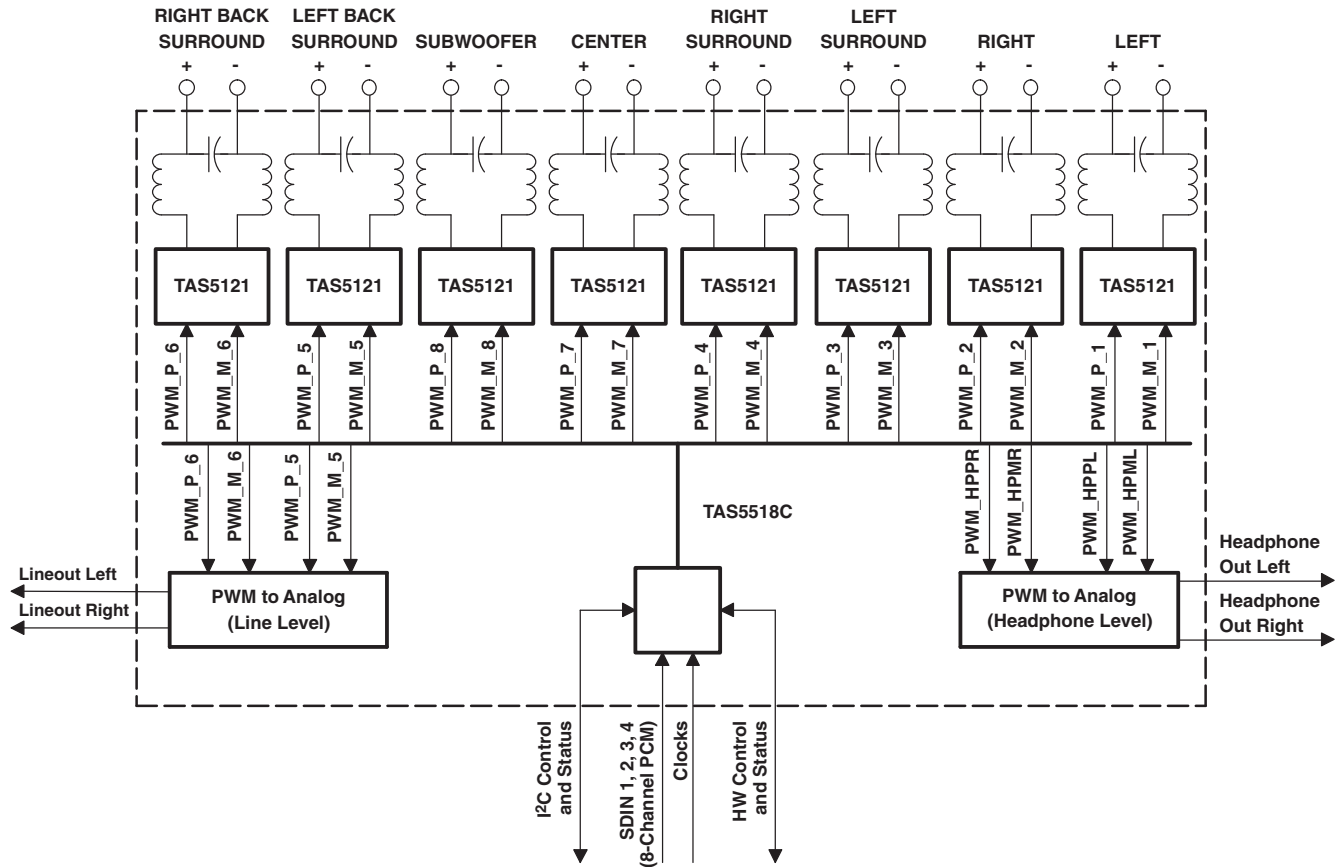 RIGHT BACK
SURROUND
LEFT BACK
SURROUND
SUBWOOFER
CENTER
RIGHT
SURROUND
LEFT
SURROUND
RIGHT
LEFT
+ - + - + - + - + - + - + - + -
TAS5121 TAS5121 TAS5121 TAS5121 TAS5121 TAS5121 TAS5121 TAS5121
PWM_P_6
PWM_M_6
PWM_P_5
PWM_M_5
PWM_P_8
PWM_M_8
PWM_P_7
PWM_M_7
PWM_P_4
PWM_M_4
PWM_P_3
PWM_M_3
PWM_P_2
PWM_M_2
PWM_P_1
PWM_M_1
PWM_P_6
PWM_M_6
PWM_P_5
PWM_M_5
TAS5518C
PWM_HPPR
PWM_HPMR
PWM_HPPL
PWM_HPML
Lineout Left
Lineout Right
PWM to Analog
(Line Level)
PWM to Analog
(Headphone Level)
Headphone
Out Left
Headphone
Out Right
I²C Control
and Status
SDIN 1, 2, 3, 4
(8-Channel PCM)
Clocks
HW Control
and Status